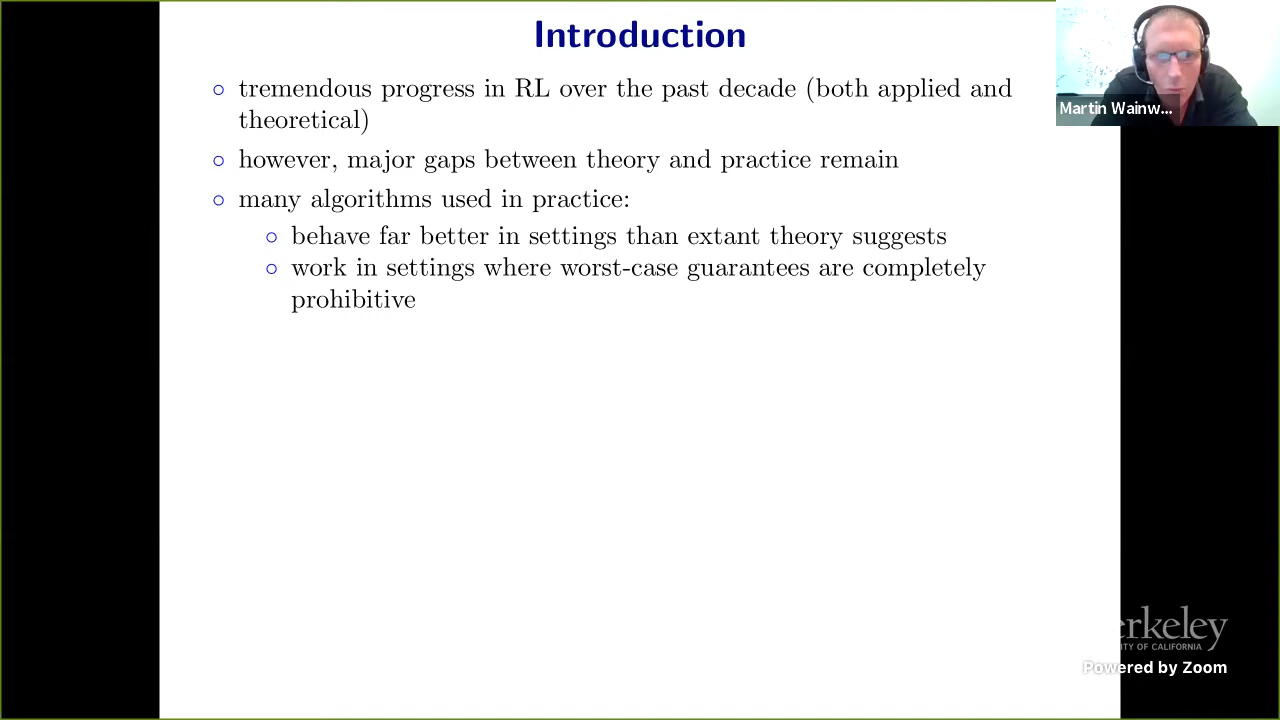 Introduction
○ tremendous progress in RL over the past decade (both applied and
theoretical)
○ however, major gaps between theory and practice remain
○ many algorithms used in practice:
○ behave far better in settings than extant theory suggests
○ work in settings where worst-case guarantees are completely
prohibitive
Martin Wainw...
erkeley
ITY OF CALIFORNIA
Powered by Zoom